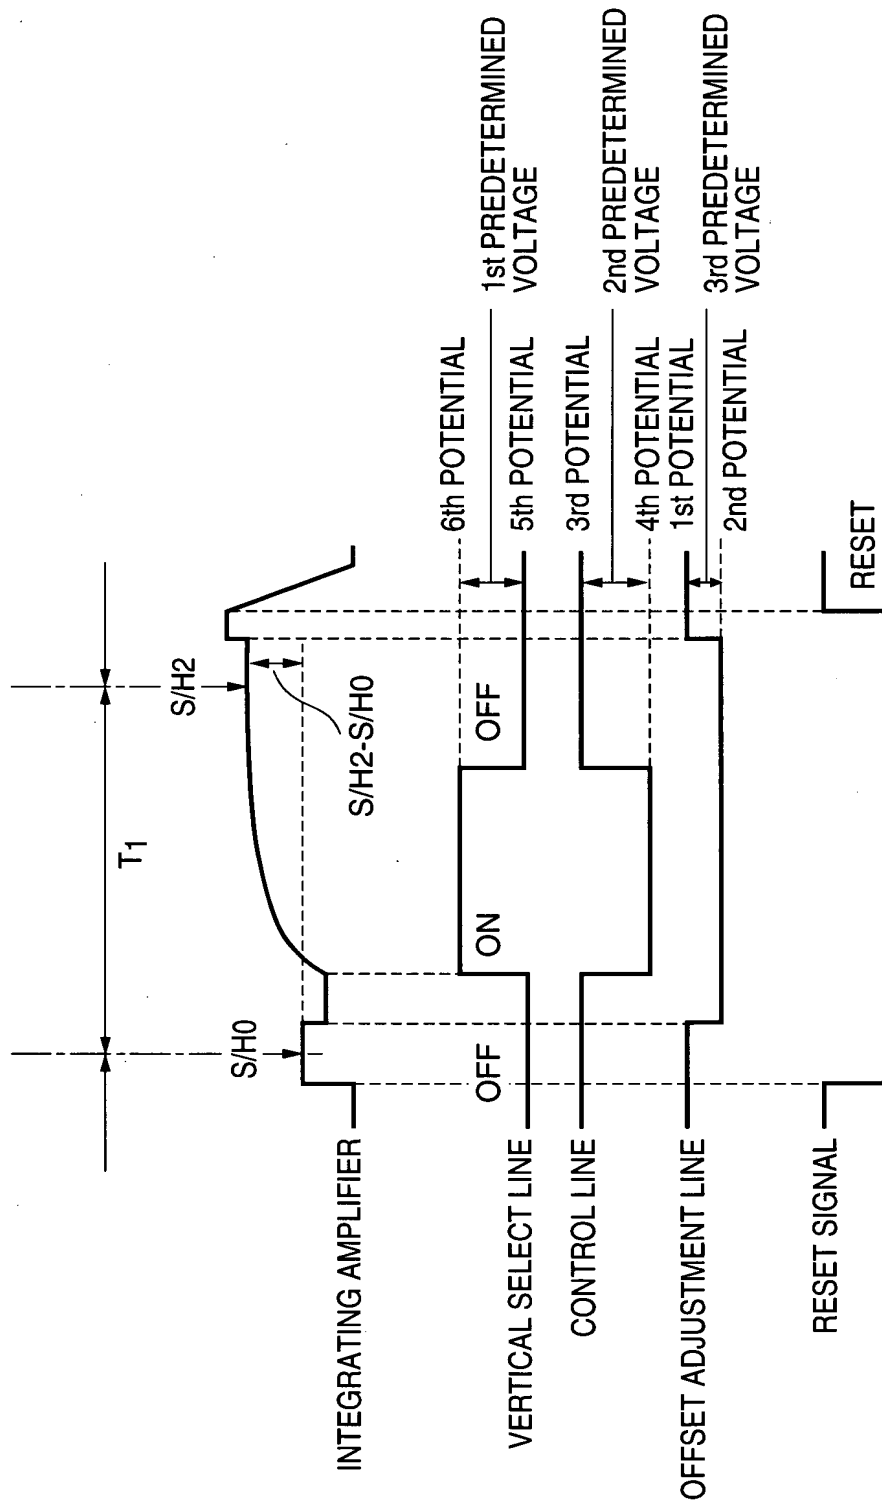 T1
S/H0
S/H2
S/H2-S/H0
INTEGRATING AMPLIFIER
VERTICAL SELECT LINE
OFF
ON
OFF
CONTROL LINE
OFFSET ADJUSTMENT LINE
RESET SIGNAL
RESET
6th POTENTIAL
5th POTENTIAL
3rd POTENTIAL
4th POTENTIAL
1st POTENTIAL
2nd POTENTIAL
1st PREDETERMINED
VOLTAGE
2nd PREDETERMINED
VOLTAGE
3rd PREDETERMINED
VOLTAGE